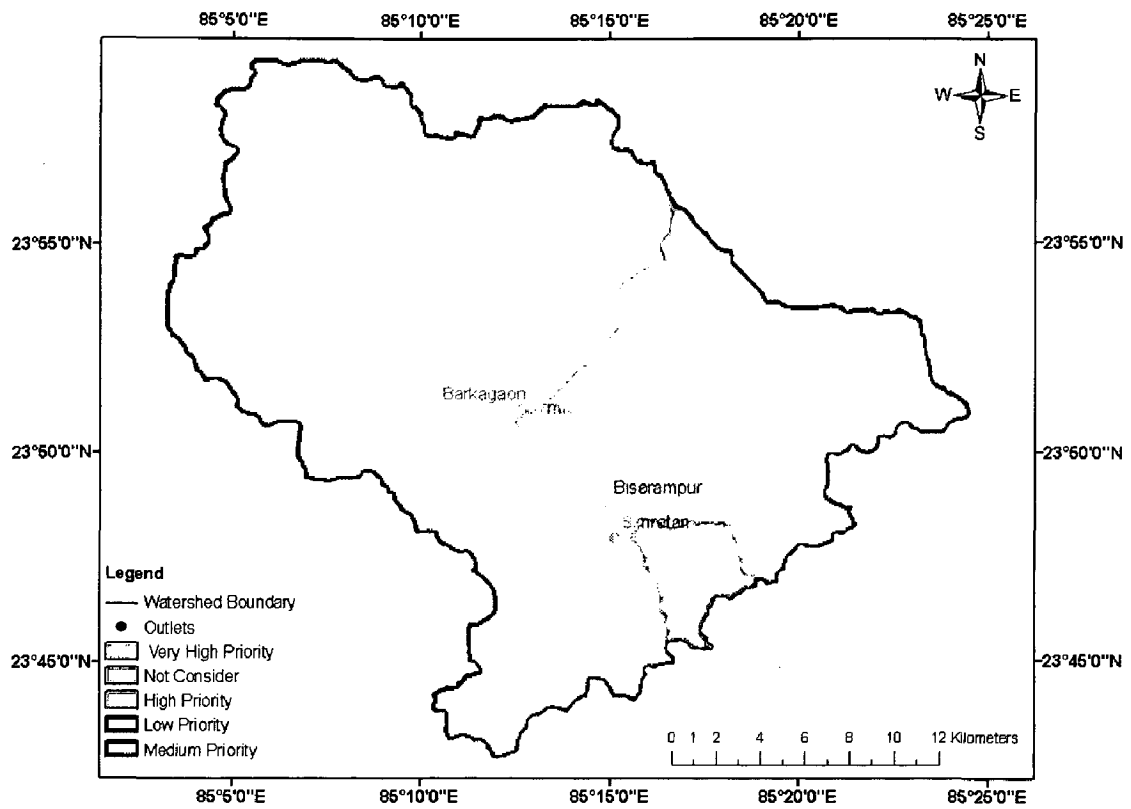 85°5'0"E 85°10'0"E 85°15'0"E 85°20'0"E 85°25'0"E
N
W E
S
23°55'0"N 23°55'0"N
Barkagaon
23°50'0"N 23°50'0"N
Biserampur
Legend
Watershed Boundary
Outlets
Very High Priority
Not Consider
High Priority
Low Priority
Medium Priority
23°45'0"N 23°45'0"N
0 1 2 4 6 8 10 12 Kilometers
85°5'0"E 85°10'0"E 85°15'0"E 85°20'0"E 85°25'0"E